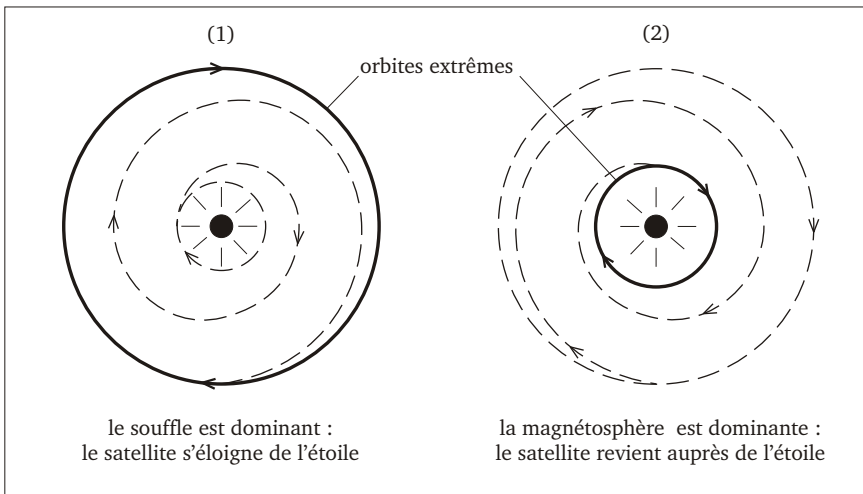 (1)
(2)
orbites extrêmes
le souffle est dominant :
le satellite s’éloigne de l’étoile
la magnétosphère est dominante :
le satellite revient auprès de l’étoile